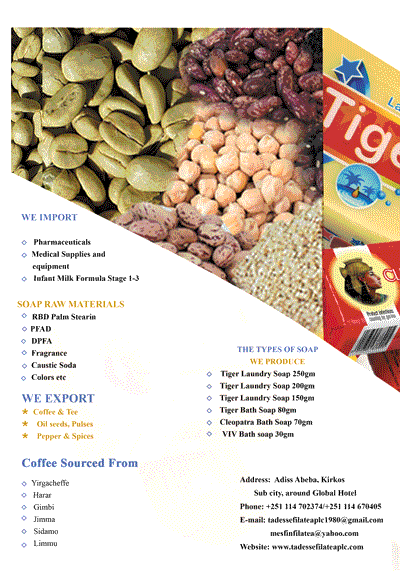 La
Tige
WE IMPORT
Pharmaceuticals
Medical Supplies and
equipment
Infant Milk Formula Stage 1-3
SOAP RAW MATERIALS
RBD Palm Stearin
PFAD
DPFA
Fragrance
Caustic Soda
Colors etc
WE EXPORT
Coffee & Tee
Oil seeds, Pulses
Pepper & Spices
THE TYPES OF SOAP
WE PRODUCE
Tiger Laundry Soap 250gm
Tiger Laundry Soap 200gm
Tiger Laundry Soap 150gm
Tiger Bath Soap 80gm
Cleopatra Bath Soap 70gm
VIV Bath soap 30gm
Coffee Sourced From
Yirgacheffe
Harar
Gimbi
Jimma
Sidamo
Limmu
Address: Adiss Abeba, Kirkos
Sub city, around Global Hotel
Phone: +251 114 702374/+251 114 670405
E-mail: tadessefilateaplc1980@gmail.com
mesfinfilatea@yahoo.com
Website: www.tadessefilateaplc.com